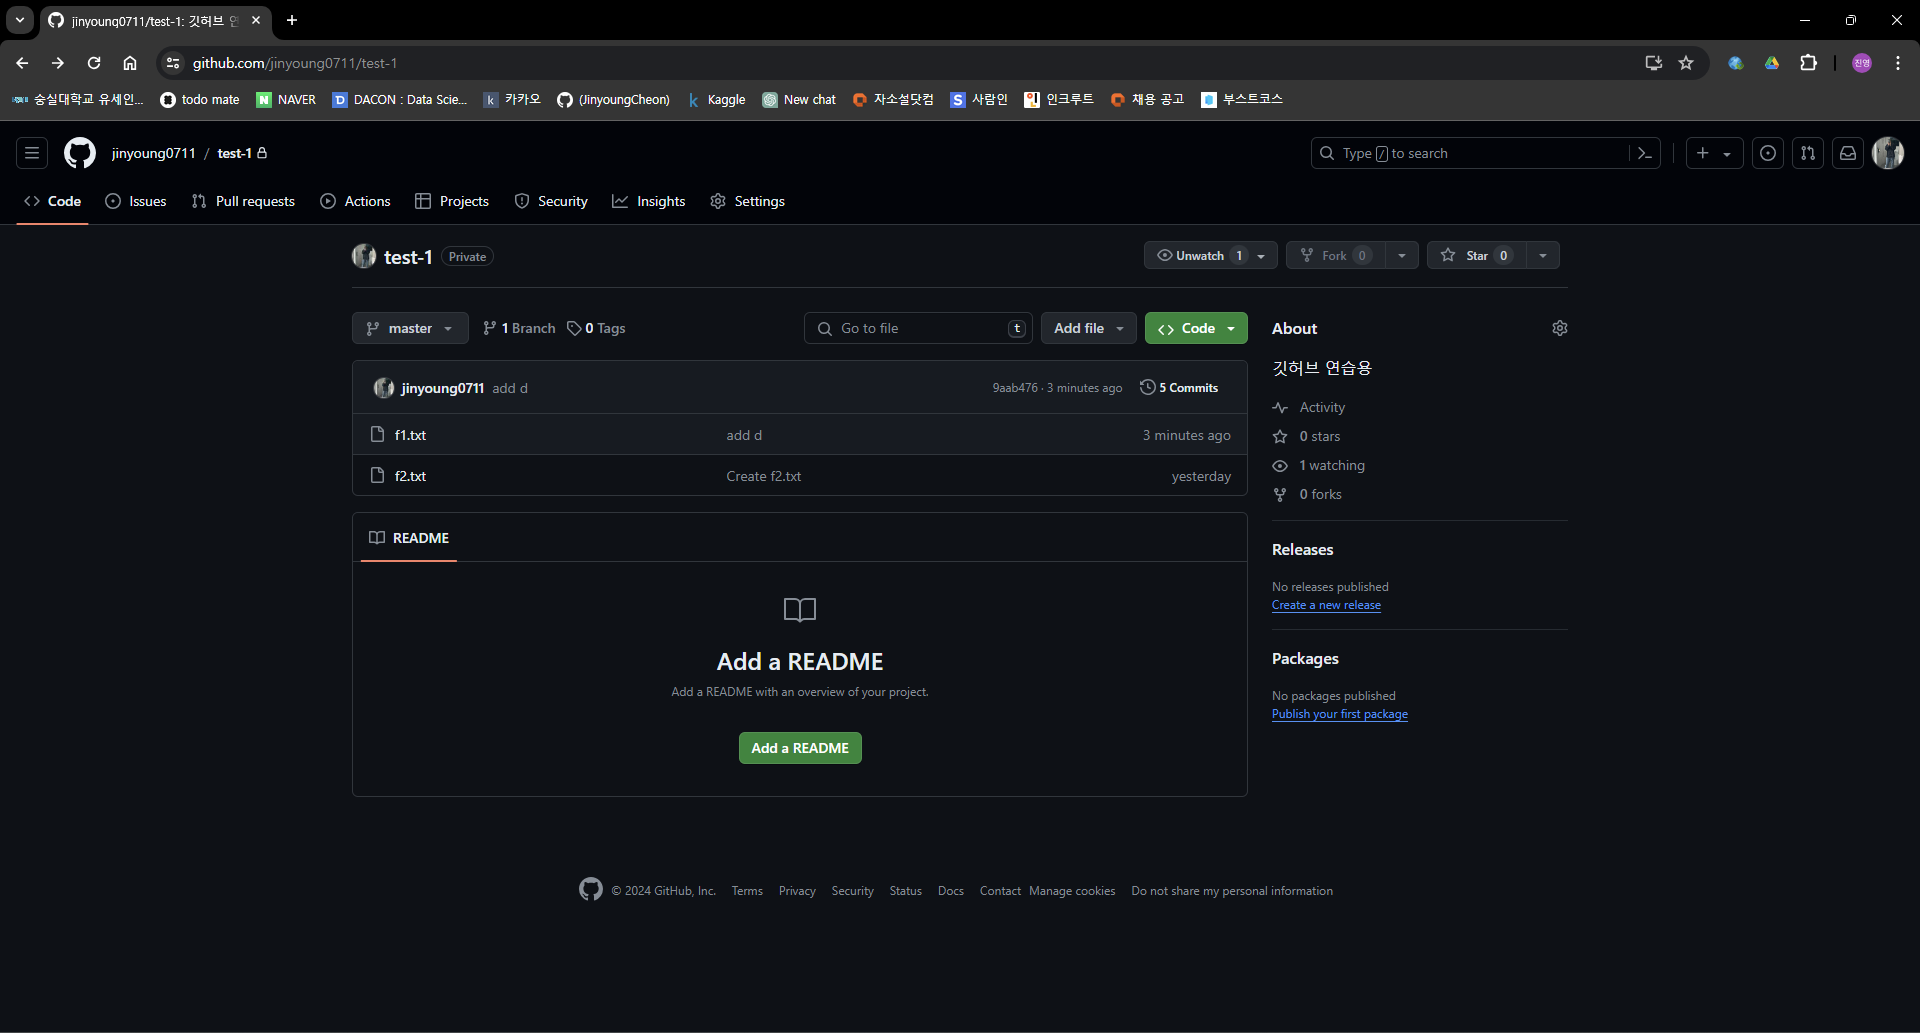 jinyoung0711/test-1: 깃허브 연
github.com/jinyoung0711/test-1
진영
숭실대학교 유세인... todo mate NAVER DACON : Data Scie... 카카오 (JinyoungCheon) Kaggle New chat 자소설닷컴 사람인 인크루트 채용 공고 부스트코스
jinyoung0711 / test-1
Type / to search
Code Issues Pull requests Actions Projects Security Insights Settings
test-1 Private
Unwatch 1 Fork 0 Star 0
master 1 Branch 0 Tags
Go to file t Add file Code
jinyoung0711 add d 9aab476 · 3 minutes ago 5 Commits
f1.txt add d 3 minutes ago
f2.txt Create f2.txt yesterday
README
Add a README
Add a README with an overview of your project.
Add a README
About
깃허브 연습용
Activity
0 stars
1 watching
0 forks
Releases
No releases published
Create a new release
Packages
No packages published
Publish your first package
© 2024 GitHub, Inc. Terms Privacy Security Status Docs Contact Manage cookies Do not share my personal information